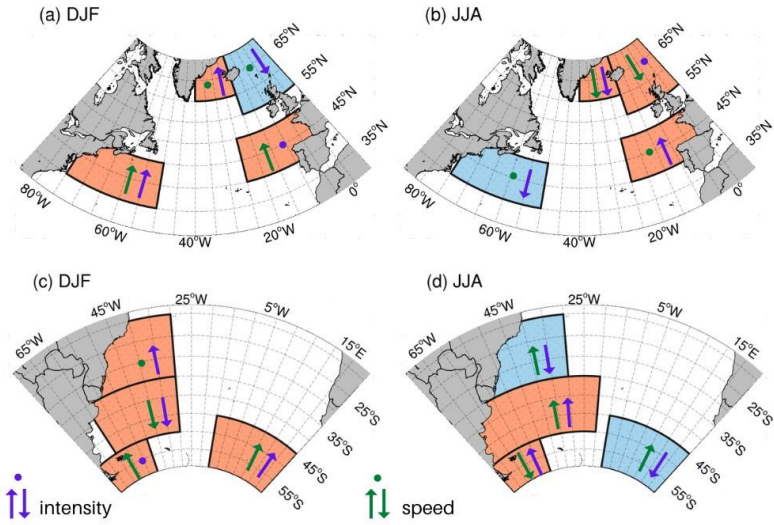 (a) DJF
65°N
55°N
45°N
35°N
80°W
60°W
40°W
20°W
0°
(b) JJA
65°N
55°N
45°N
35°N
80°W
60°W
40°W
20°W
0°
(c) DJF
65°W
45°W
25°W
5°W
15°E
25°S
35°S
45°S
55°S
(d) JJA
65°W
45°W
25°W
5°W
15°E
25°S
35°S
45°S
55°S
intensity
speed